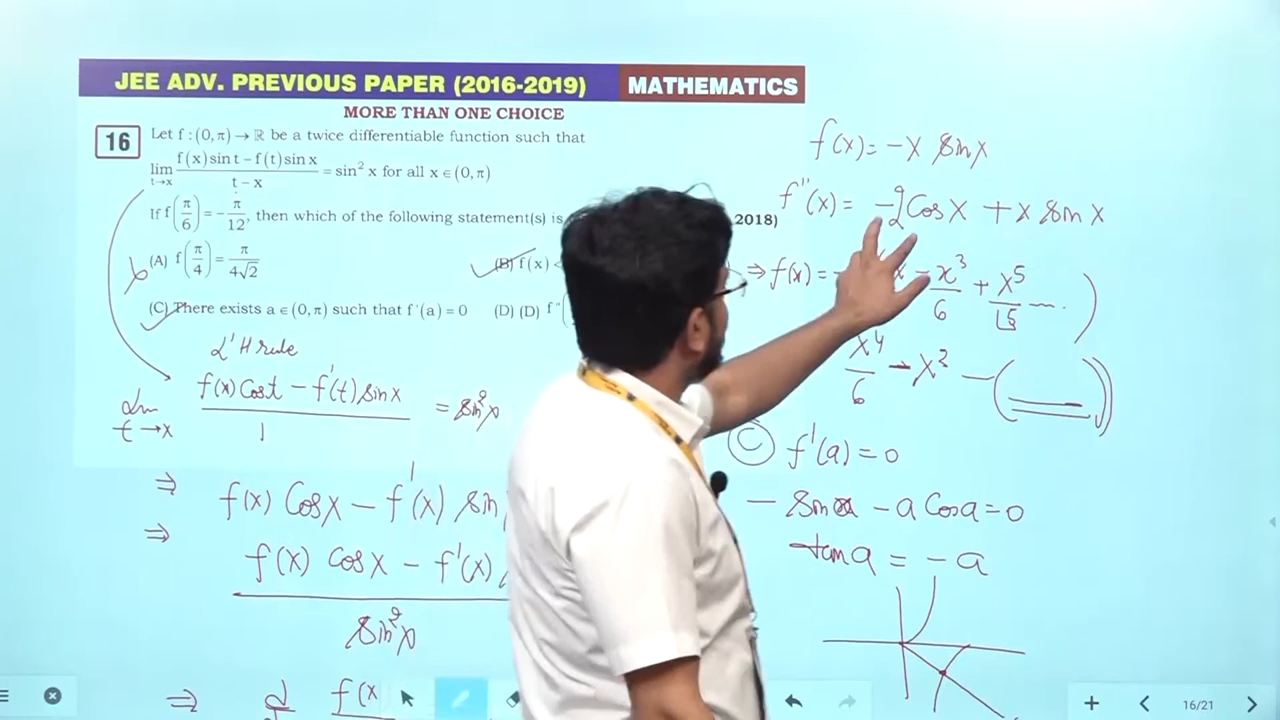 JEE ADV. PREVIOUS PAPER (2016-2019) MATHEMATICS
MORE THAN ONE CHOICE
16 Let f : (0, π) → ℝ be a twice differentiable function such that
lim t→x (f(x) sin t − f(t) sin x)/(t − x) = sin² x for all x ∈ (0, π)
If f(π/6) = −π/12, then which of the following statement(s) is 2018)
(A) f(π/4) = π/(4√2) (B) f(x) <
(C) There exists a ∈ (0, π) such that f'(a) = 0 (D) (D) f"(
L'H rule
Lim t→x (f(x) Cos t − f'(t) Sin x)/1 = Sin² x
⇒ f(x) Cos x − f'(x) Sin
⇒ (f(x) Cos x − f'(x))/Sin² x
⇒ d f(x
f(x) = −x Sin x
f"(x) = −2 Cos x + x Sin x
⇒ f(x) = − x³/6 + x⁵/⌊5 ---- )
x⁴/6 − x² − ( ))
(C) f'(a) = 0
− Sin a − a Cos a = 0
tan a = − a
16/21